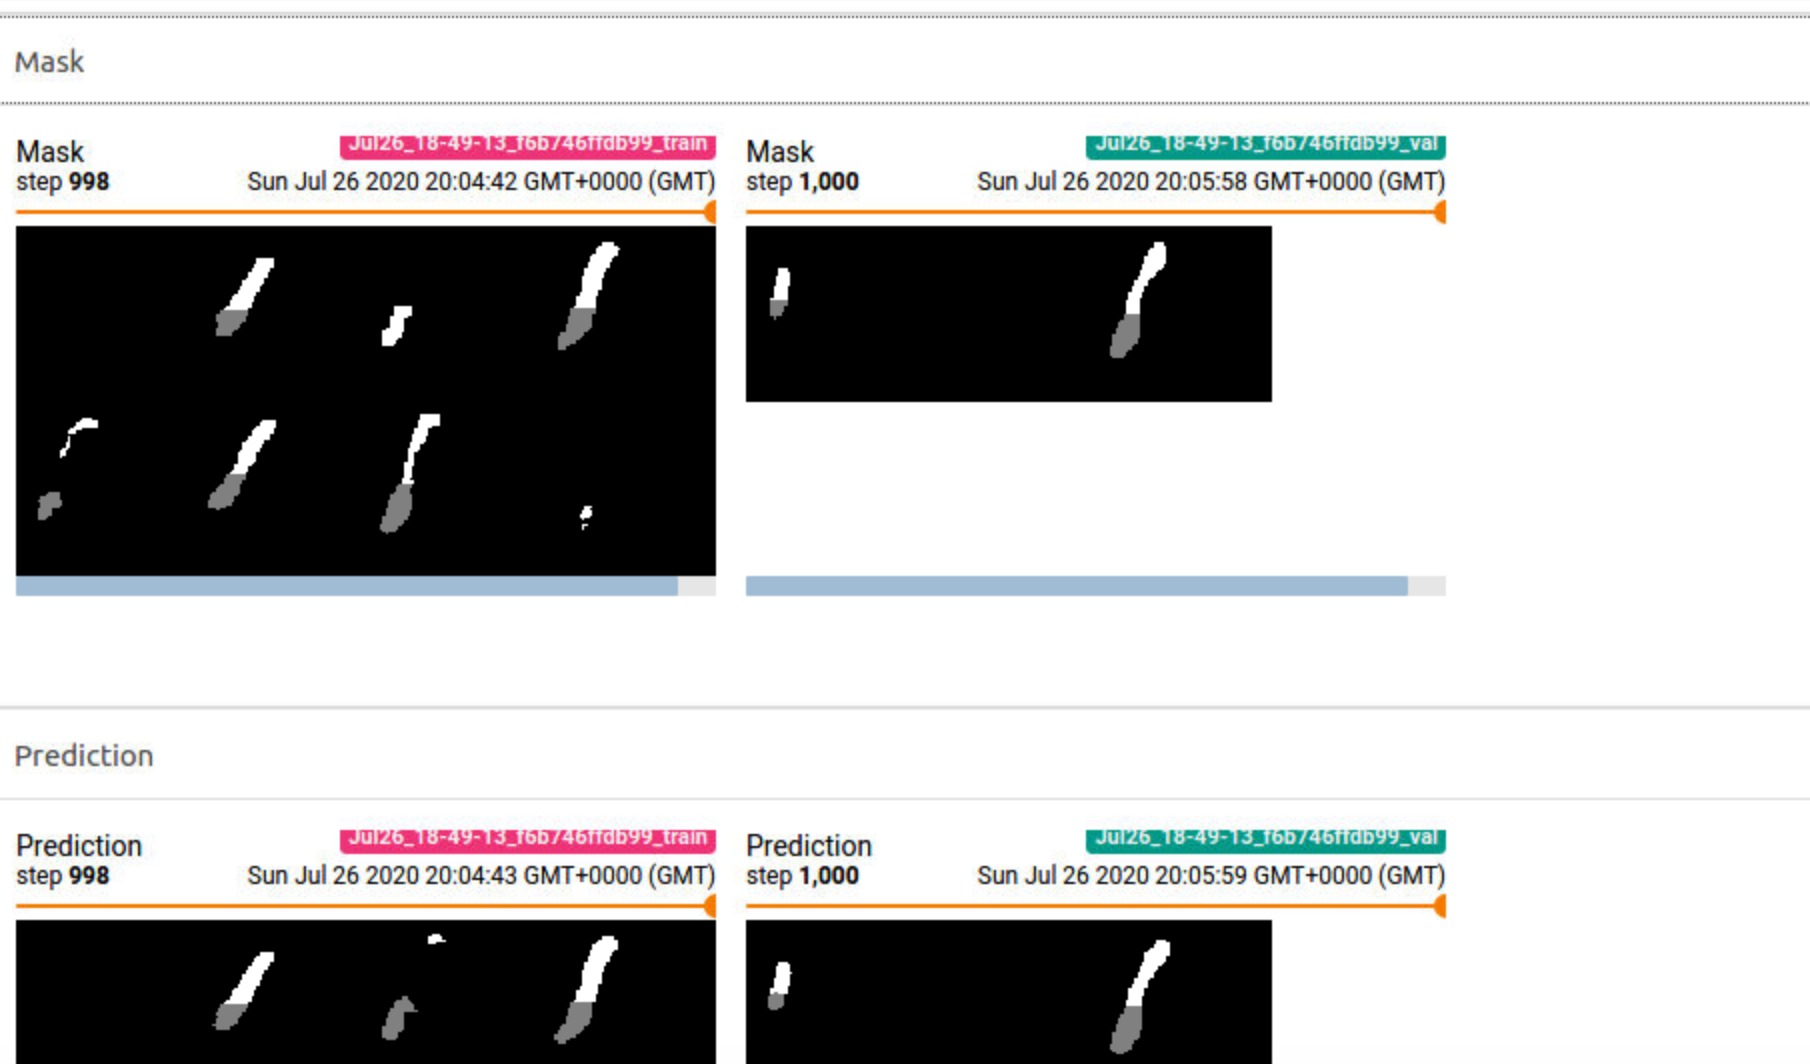 Mask
Mask
Jul26_18-49-13_f6b746ffdb99_train
step 998
Sun Jul 26 2020 20:04:42 GMT+0000 (GMT)
Mask
Jul26_18-49-13_f6b746ffdb99_val
step 1,000
Sun Jul 26 2020 20:05:58 GMT+0000 (GMT)
Prediction
Prediction
Jul26_18-49-13_f6b746ffdb99_train
step 998
Sun Jul 26 2020 20:04:43 GMT+0000 (GMT)
Prediction
Jul26_18-49-13_f6b746ffdb99_val
step 1,000
Sun Jul 26 2020 20:05:59 GMT+0000 (GMT)